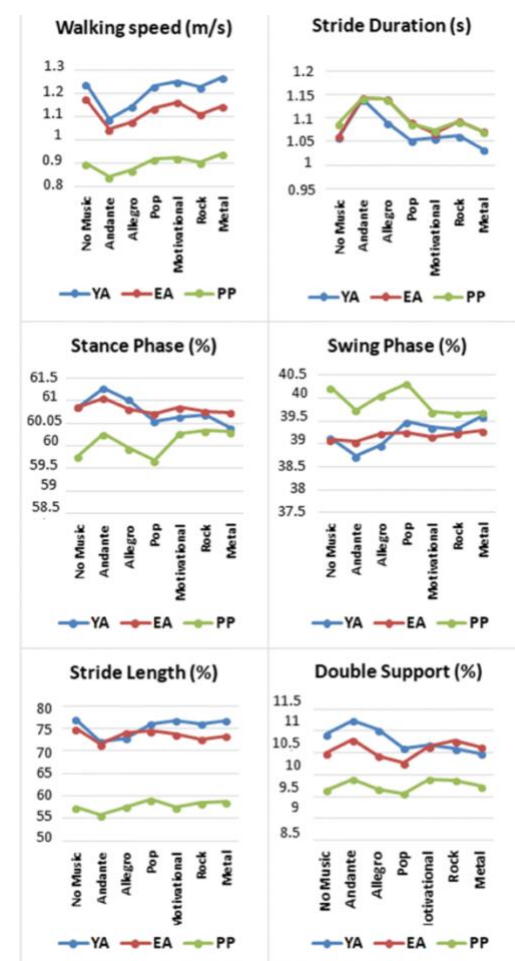 Walking speed (m/s)
1.3
1.2
1.1
1
0.9
0.8
No Music
Andante
Allegro
Pop
Motivational
Rock
Metal
YA EA PP
Stride Duration (s)
1.2
1.15
1.1
1.05
1
0.95
No Music
Andante
Allegro
Pop
Motivational
Rock
Metal
YA EA PP
Stance Phase (%)
61.5
61
60.05
60
59.5
59
58.5
No Music
Andante
Allegro
Pop
Motivational
Rock
Metal
YA EA PP
Swing Phase (%)
40.5
40
39.5
39
38.5
38
37.5
No Music
Andante
Allegro
Pop
Motivational
Rock
Metal
YA EA PP
Stride Length (%)
80
75
70
65
60
55
50
No Music
Andante
Allegro
Pop
Motivational
Rock
Metal
YA EA PP
Double Support (%)
11.5
11
10.5
10
9.5
9
8.5
No Music
Andante
Allegro
Pop
lotivational
Rock
Metal
YA EA PP